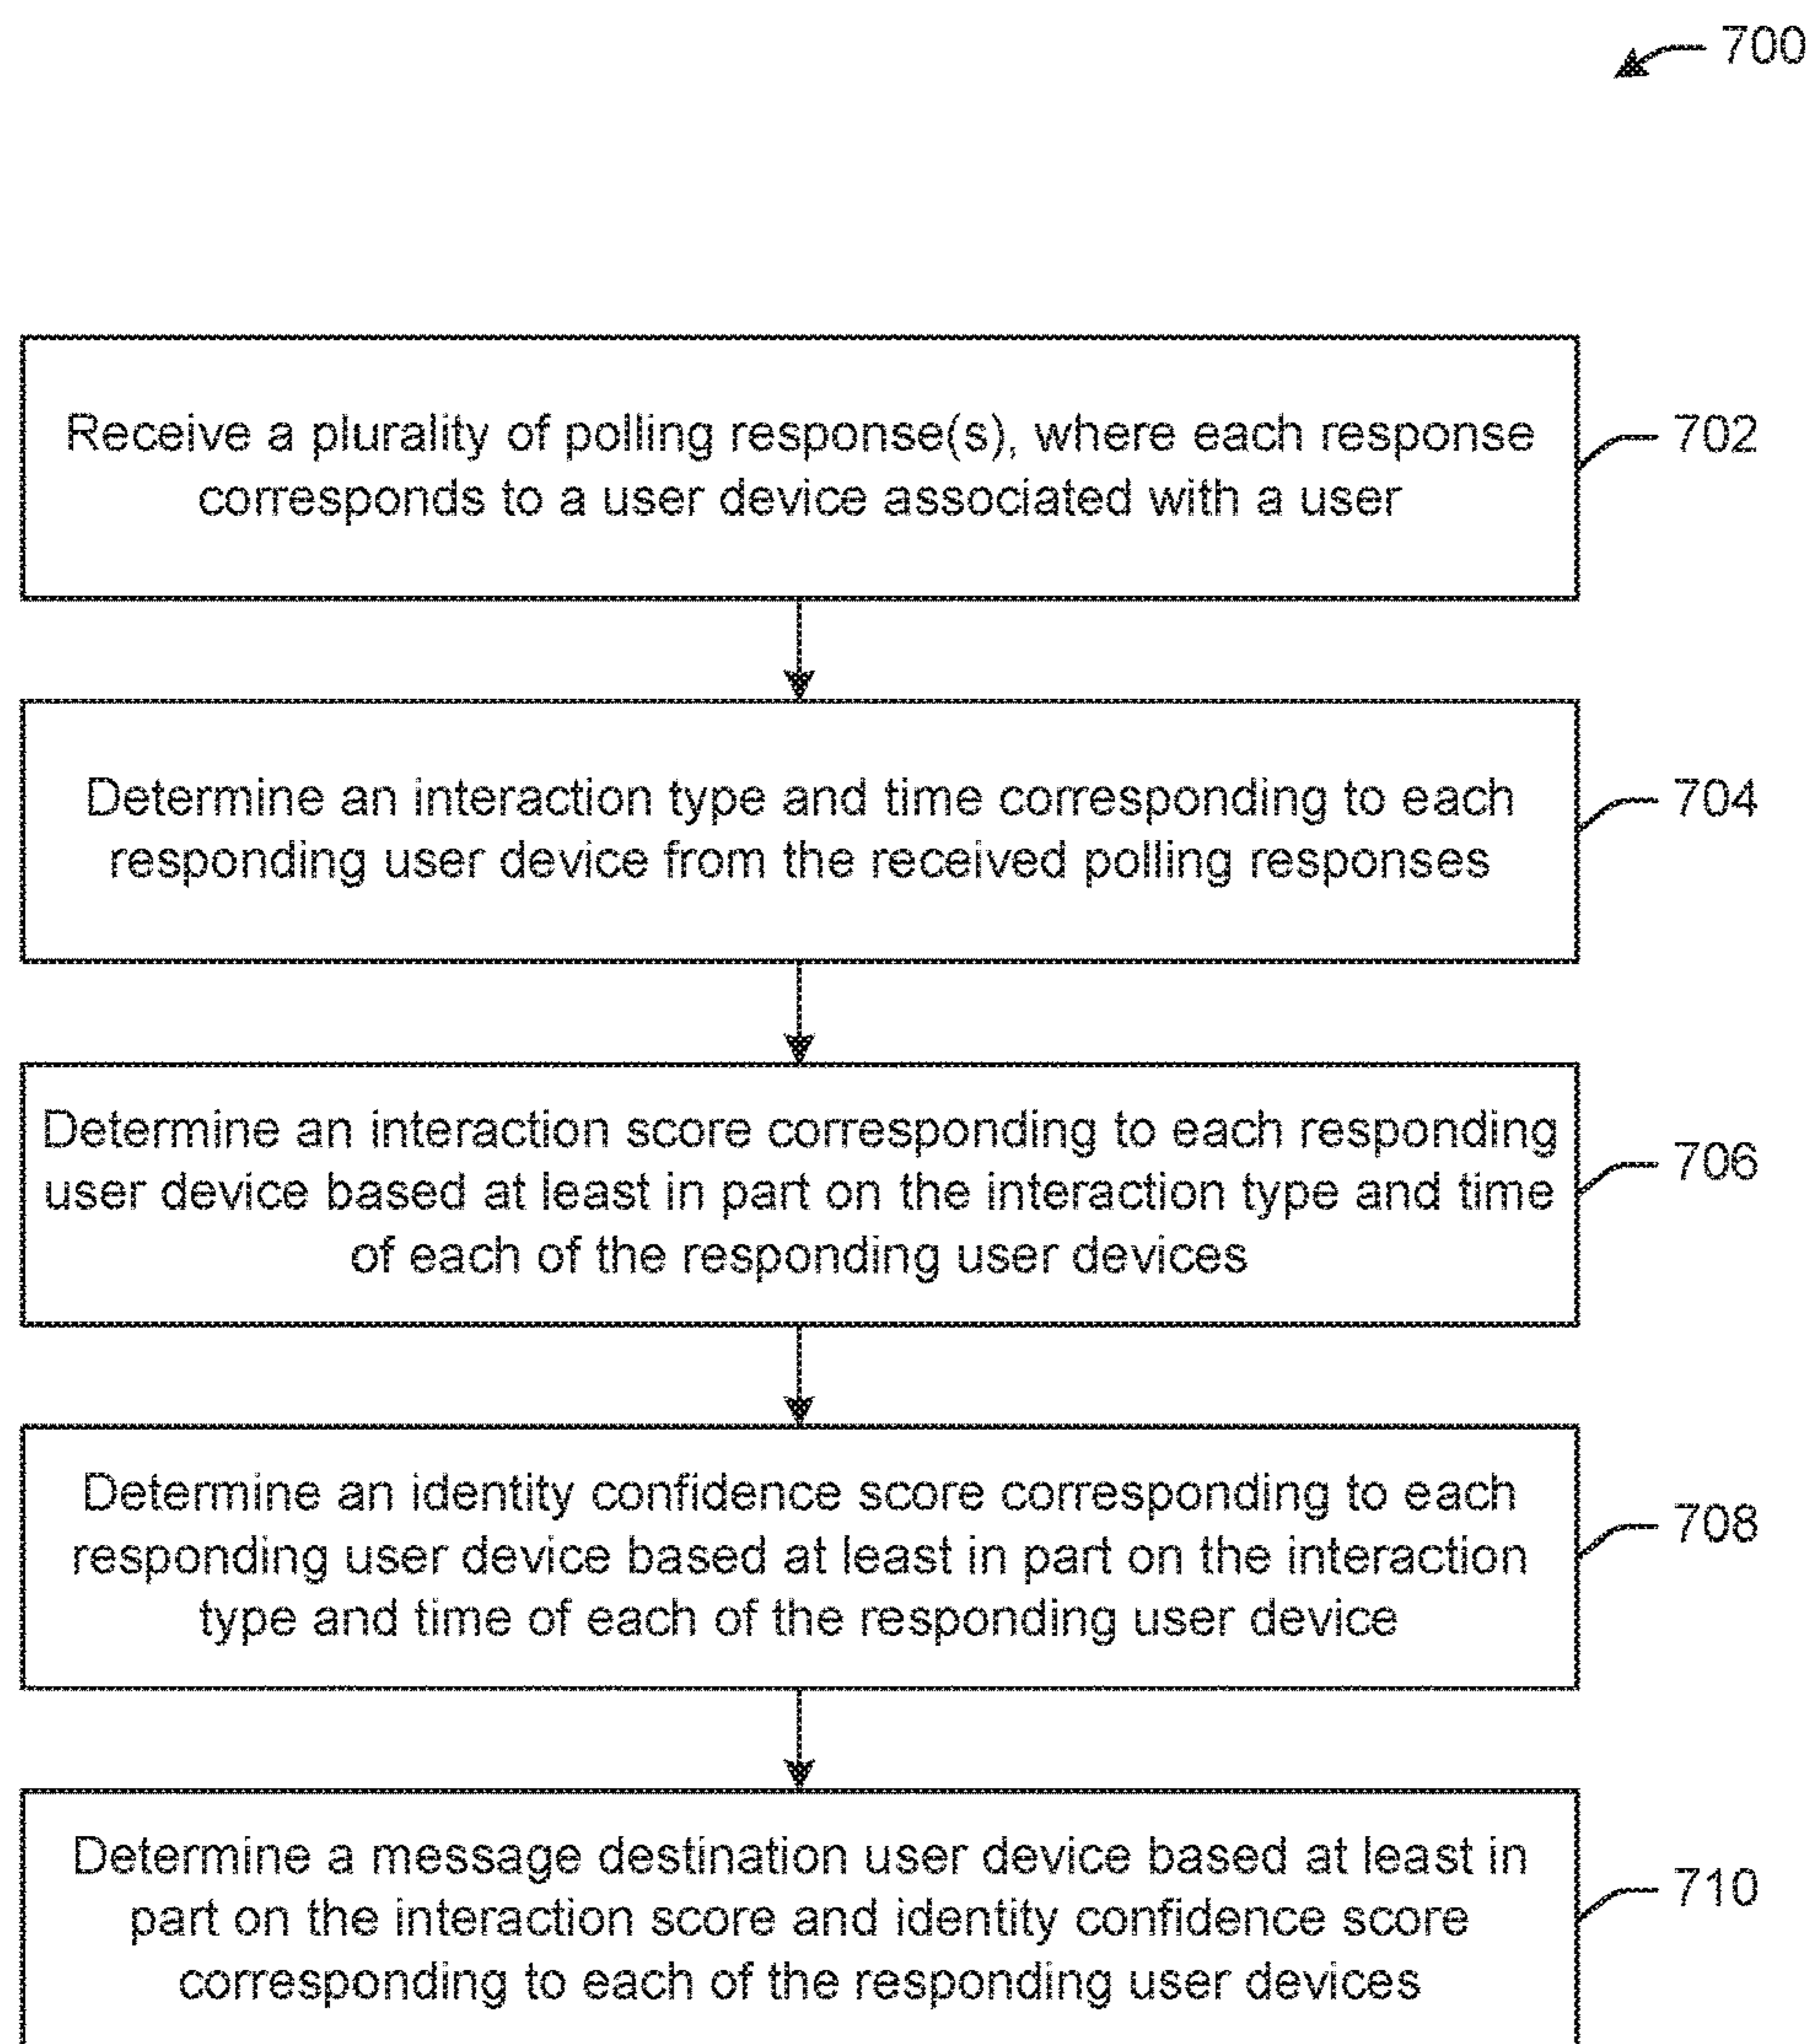 700
Receive a plurality of polling response(s), where each response
corresponds to a user device associated with a user
702
Determine an interaction type and time corresponding to each
responding user device from the received polling responses
704
Determine an interaction score corresponding to each responding
user device based at least in part on the interaction type and time
of each of the responding user devices
706
Determine an identity confidence score corresponding to each
responding user device based at least in part on the interaction
type and time of each of the responding user device
708
Determine a message destination user device based at least in
part on the interaction score and identity confidence score
corresponding to each of the responding user devices
710